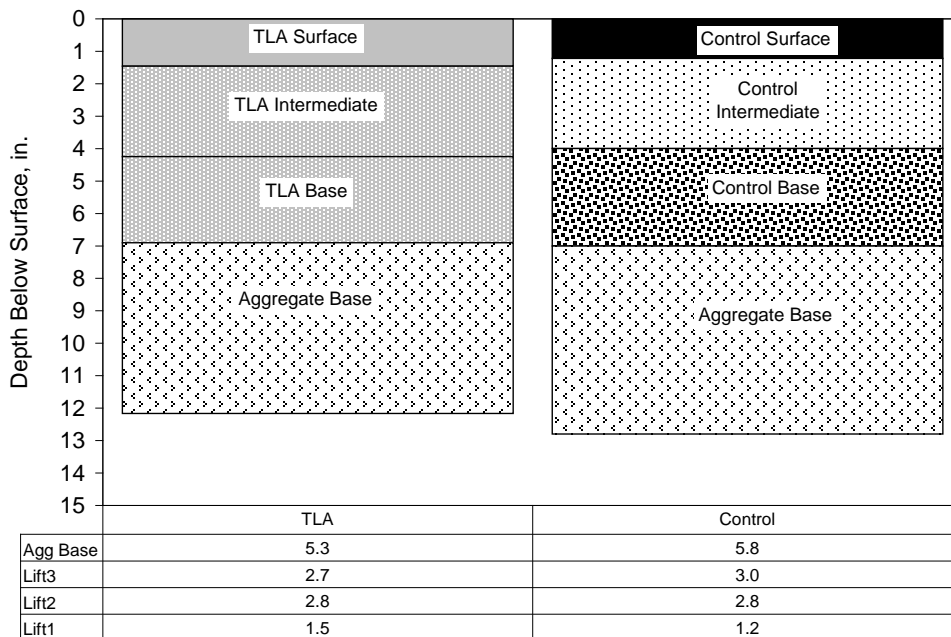 Depth Below Surface, in.
0
1
2
3
4
5
6
7
8
9
10
11
12
13
14
15
TLA Surface
TLA Intermediate
TLA Base
Aggregate Base
Control Surface
Control
Intermediate
Control Base
Aggregate Base
TLA Control
Agg Base 5.3 5.8
Lift3 2.7 3.0
Lift2 2.8 2.8
Lift1 1.5 1.2